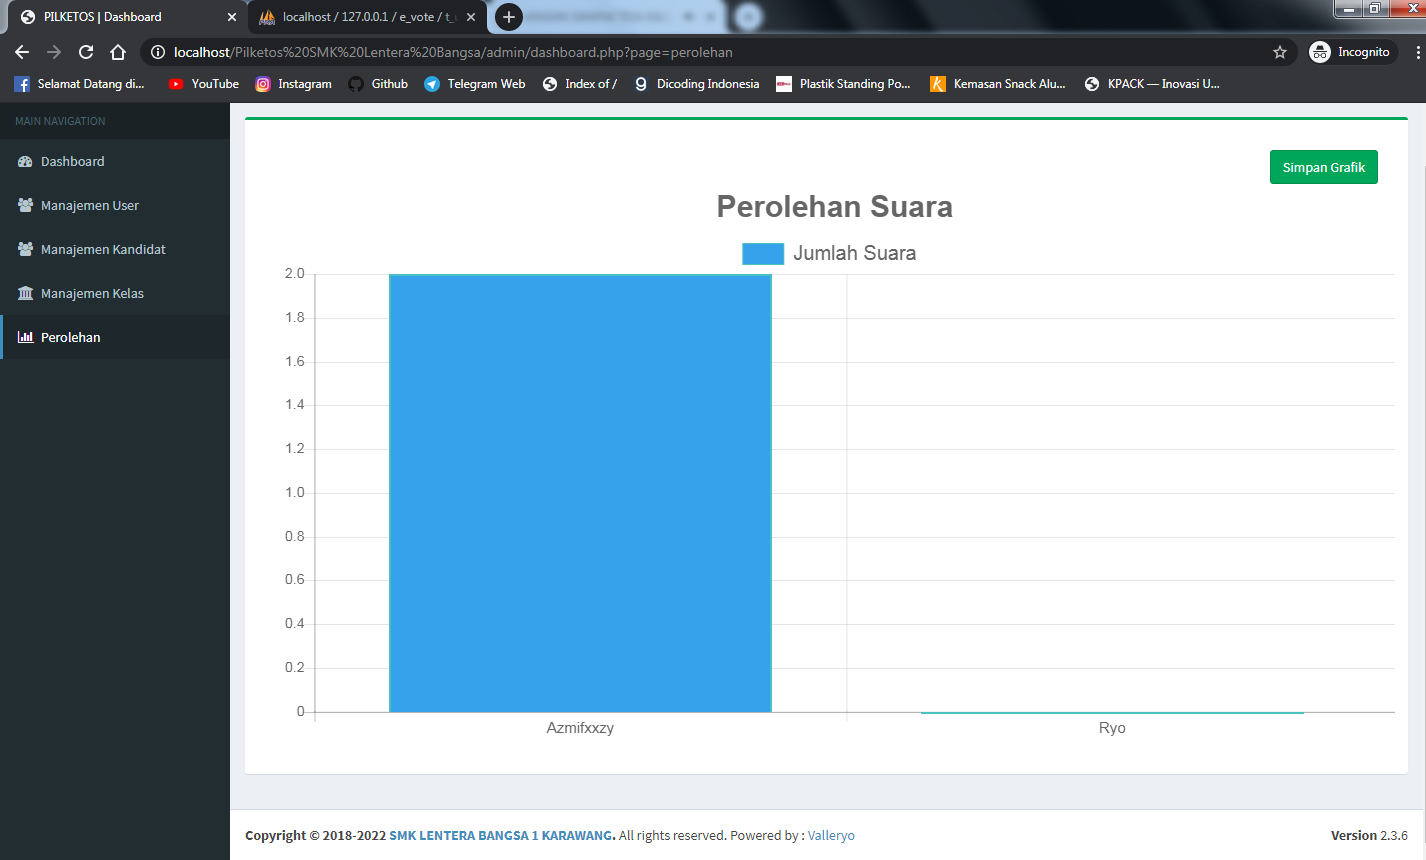 PILKETOS | Dashboard
localhost / 127.0.0.1 / e_vote / t_u
localhost/Pilketos%20SMK%20Lentera%20Bangsa/admin/dashboard.php?page=perolehan
Incognito
Selamat Datang di...
YouTube
Instagram
Github
Telegram Web
Index of /
Dicoding Indonesia
Plastik Standing Po...
Kemasan Snack Alu...
KPACK — Inovasi U...
MAIN NAVIGATION
Dashboard
Manajemen User
Manajemen Kandidat
Manajemen Kelas
Perolehan
Simpan Grafik
Perolehan Suara
Jumlah Suara
2.0
1.8
1.6
1.4
1.2
1.0
0.8
0.6
0.4
0.2
0
Azmifxxzy
Ryo
Copyright © 2018-2022 SMK LENTERA BANGSA 1 KARAWANG. All rights reserved. Powered by : Valleryo
Version 2.3.6